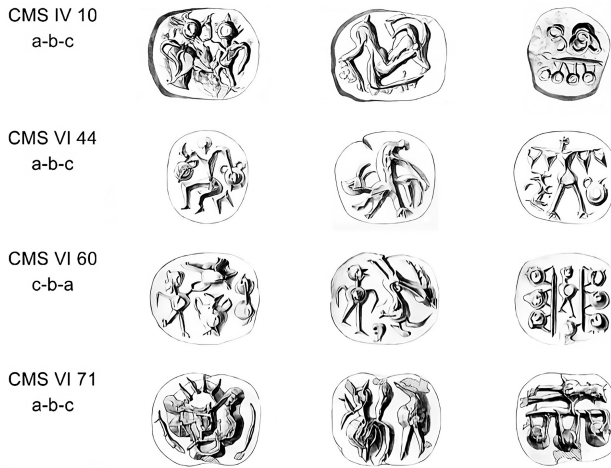 CMS IV 10
a-b-c
CMS VI 44
a-b-c
CMS VI 60
c-b-a
CMS VI 71
a-b-c